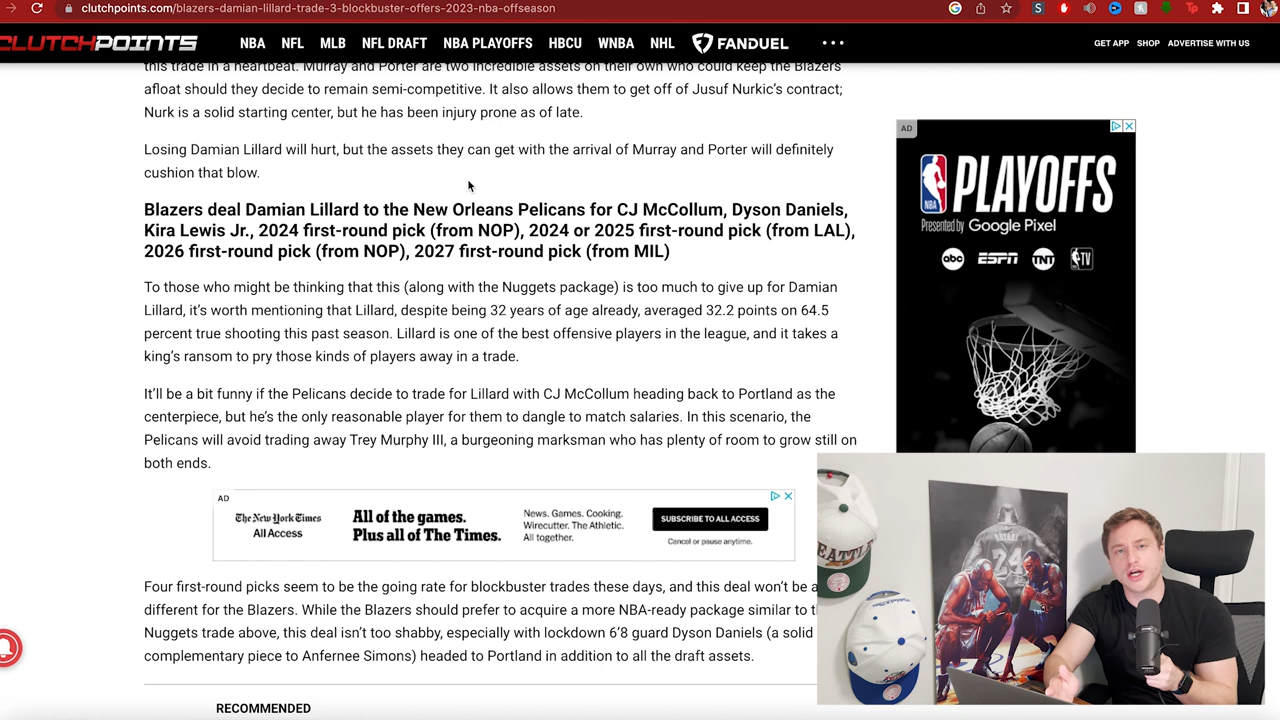 clutchpoints.com/blazers-damian-lillard-trade-3-blockbuster-offers-2023-nba-offseason
CLUTCHPOINTS NBA NFL MLB NFL DRAFT NBA PLAYOFFS HBCU WNBA NHL FANDUEL GET APP SHOP ADVERTISE WITH US
this trade in a heartbeat. Murray and Porter are two incredible assets on their own who could keep the Blazers
afloat should they decide to remain semi-competitive. It also allows them to get off of Jusuf Nurkic's contract;
Nurk is a solid starting center, but he has been injury prone as of late.
Losing Damian Lillard will hurt, but the assets they can get with the arrival of Murray and Porter will definitely
cushion that blow.
Blazers deal Damian Lillard to the New Orleans Pelicans for CJ McCollum, Dyson Daniels,
Kira Lewis Jr., 2024 first-round pick (from NOP), 2024 or 2025 first-round pick (from LAL),
2026 first-round pick (from NOP), 2027 first-round pick (from MIL)
To those who might be thinking that this (along with the Nuggets package) is too much to give up for Damian
Lillard, it's worth mentioning that Lillard, despite being 32 years of age already, averaged 32.2 points on 64.5
percent true shooting this past season. Lillard is one of the best offensive players in the league, and it takes a
king's ransom to pry those kinds of players away in a trade.
It'll be a bit funny if the Pelicans decide to trade for Lillard with CJ McCollum heading back to Portland as the
centerpiece, but he's the only reasonable player for them to dangle to match salaries. In this scenario, the
Pelicans will avoid trading away Trey Murphy III, a burgeoning marksman who has plenty of room to grow still on
both ends.
AD
The New York Times
All Access
All of the games.
Plus all of The Times.
News. Games. Cooking.
Wirecutter. The Athletic.
All together.
SUBSCRIBE TO ALL ACCESS
Cancel or pause anytime.
Four first-round picks seem to be the going rate for blockbuster trades these days, and this deal won't be a
different for the Blazers. While the Blazers should prefer to acquire a more NBA-ready package similar to t
Nuggets trade above, this deal isn't too shabby, especially with lockdown 6'8 guard Dyson Daniels (a solid
complementary piece to Anfernee Simons) headed to Portland in addition to all the draft assets.
RECOMMENDED
AD
NBA
PLAYOFFS
Presented by Google Pixel
abc ESPN TNT NBA TV
SEATTLE
BRYANT
24